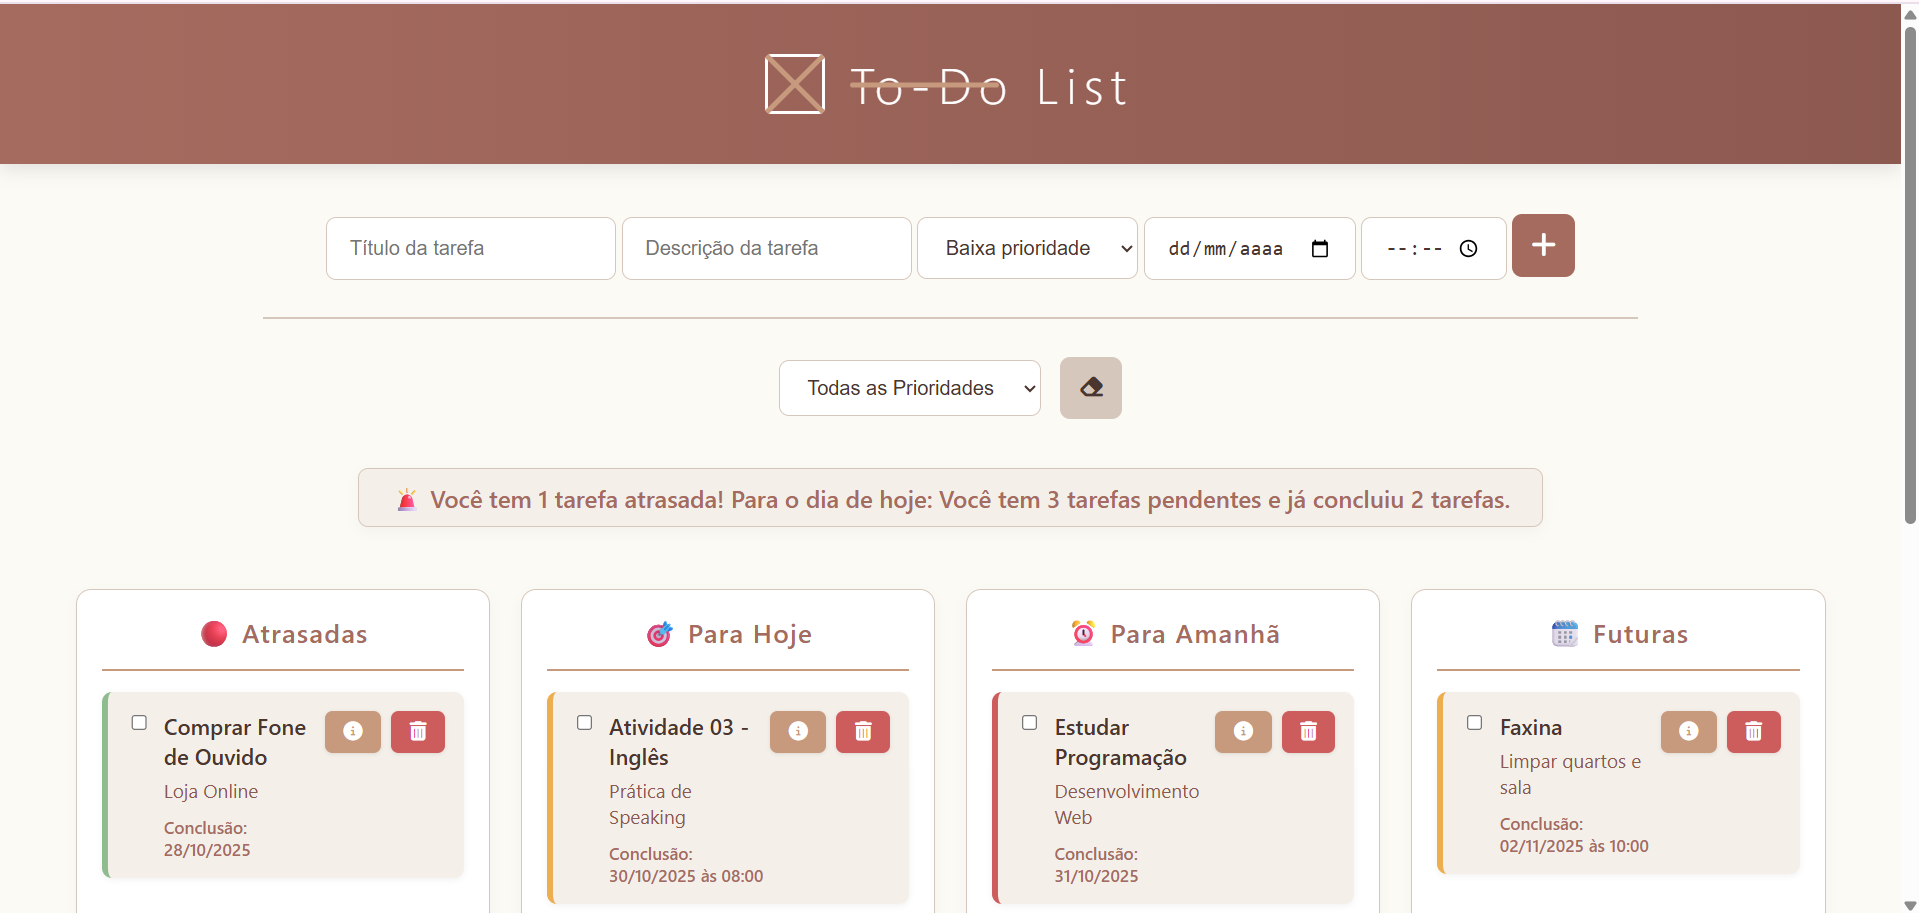 To-Do List
Título da tarefa
Descrição da tarefa
Baixa prioridade
dd/mm/aaaa
--:--
Todas as Prioridades
Você tem 1 tarefa atrasada! Para o dia de hoje: Você tem 3 tarefas pendentes e já concluiu 2 tarefas.
Atrasadas
Comprar Fone
de Ouvido
Loja Online
Conclusão:
28/10/2025
Para Hoje
Atividade 03 -
Inglês
Prática de
Speaking
Conclusão:
30/10/2025 às 08:00
Para Amanhã
Estudar
Programação
Desenvolvimento
Web
Conclusão:
31/10/2025
Futuras
Faxina
Limpar quartos e
sala
Conclusão:
02/11/2025 às 10:00